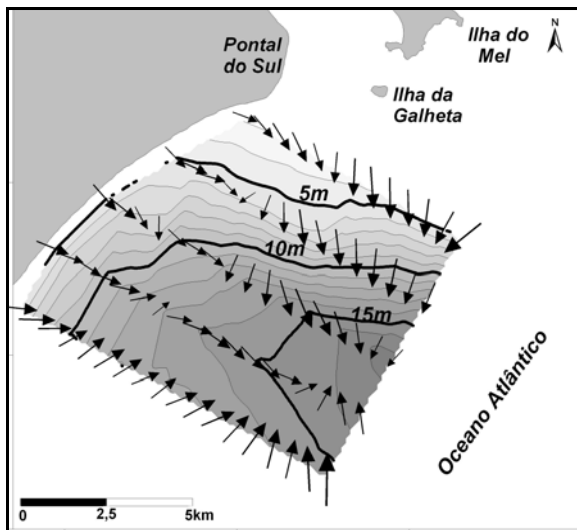 Pontal
do Sul
Ilha do
Mel
N
Ilha da
Galheta
5m
10m
15m
Oceano Atlântico
0 2,5 5km